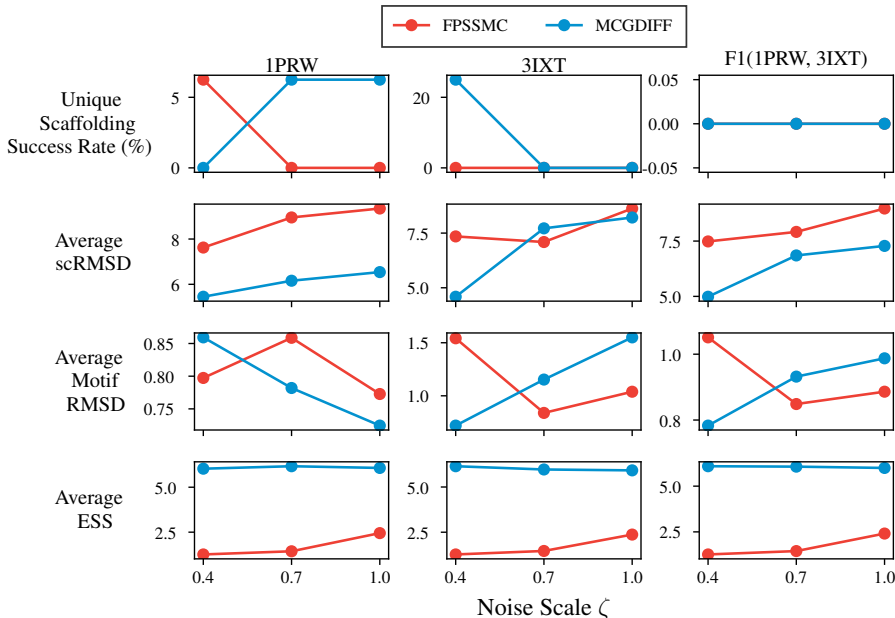 FPSSMC MCGDIFF
1PRW 3IXT F1(1PRW, 3IXT)
Unique
Scaffolding
Success Rate (%)
5
0
20
0
0.05
0.00
-0.05
Average
scRMSD
8
6
7.5
5.0
7.5
5.0
Average
Motif
RMSD
0.85
0.80
0.75
1.5
1.0
1.0
0.8
Average
ESS
5.0
2.5
5.0
2.5
5.0
2.5
0.4 0.7 1.0 0.4 0.7 1.0 0.4 0.7 1.0
Noise Scale ζ